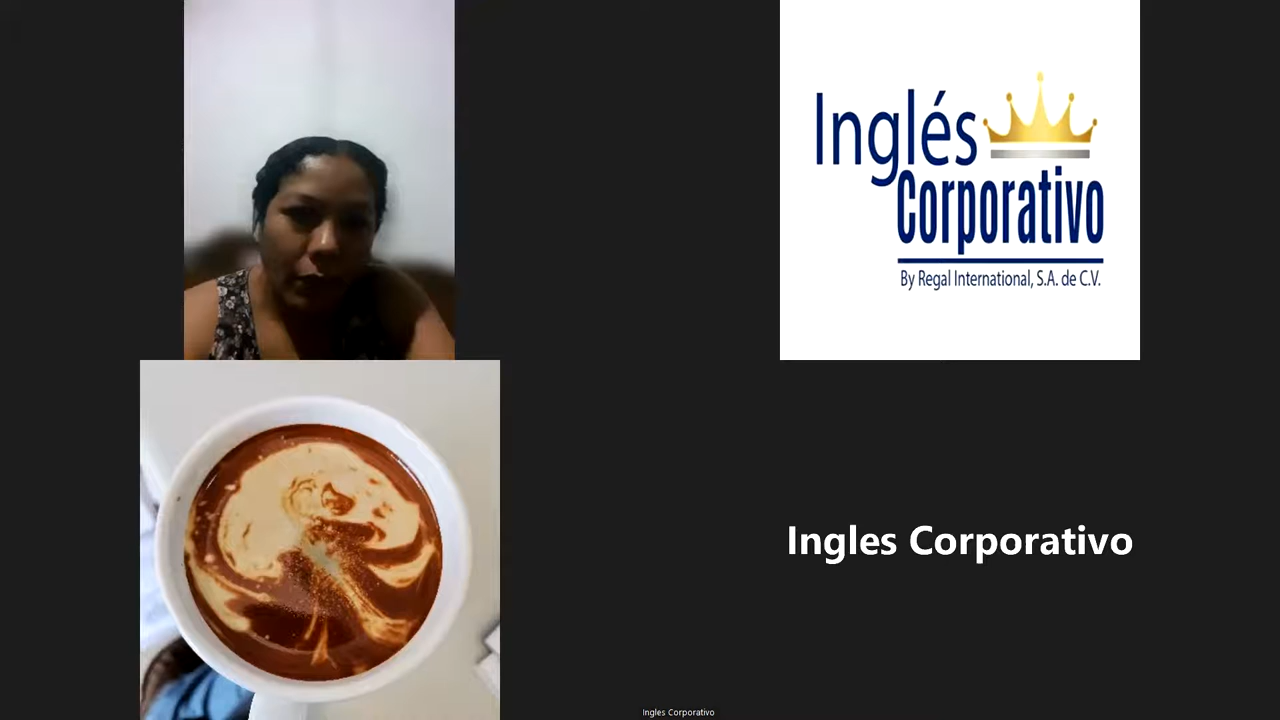 Inglés
Corporativo
By Regal International, S.A. de C.V.
Ingles Corporativo
Ingles Corporativo